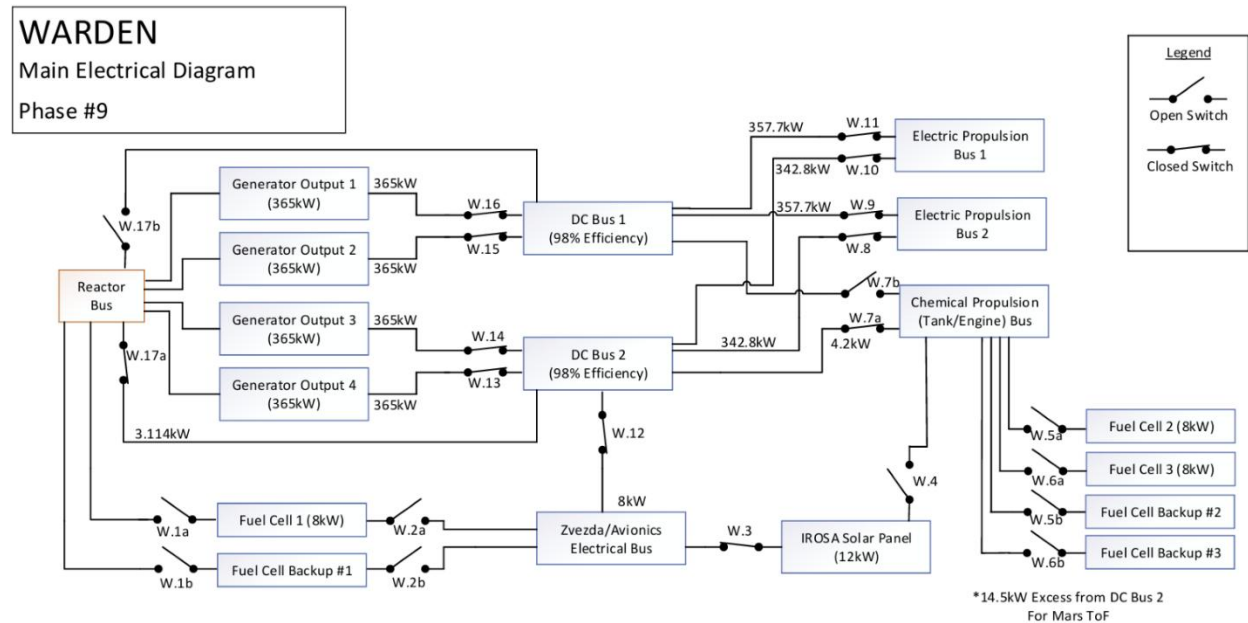 WARDEN
Main Electrical Diagram
Phase #9
Legend
Open Switch
Closed Switch
W.11
357.7kW
Electric Propulsion
Bus 1
342.8kW
W.10
Generator Output 1
(365kW)
365kW
W.16
DC Bus 1
(98% Efficiency)
357.7kW
W.9
Electric Propulsion
Bus 2
W.8
W.17b
Generator Output 2
(365kW)
365kW
W.15
Reactor
Bus
W.7b
Chemical Propulsion
(Tank/Engine) Bus
Generator Output 3
(365kW)
365kW
W.14
DC Bus 2
(98% Efficiency)
342.8kW
W.7a
4.2kW
W.17a
Generator Output 4
(365kW)
365kW
W.13
3.114kW
W.12
8kW
W.5a
Fuel Cell 2 (8kW)
W.6a
Fuel Cell 3 (8kW)
W.5b
Fuel Cell Backup #2
W.6b
Fuel Cell Backup #3
W.4
W.1a
Fuel Cell 1 (8kW)
W.2a
Zvezda/Avionics
Electrical Bus
W.3
IROSA Solar Panel
(12kW)
W.1b
Fuel Cell Backup #1
W.2b
*14.5kW Excess from DC Bus 2
For Mars ToF